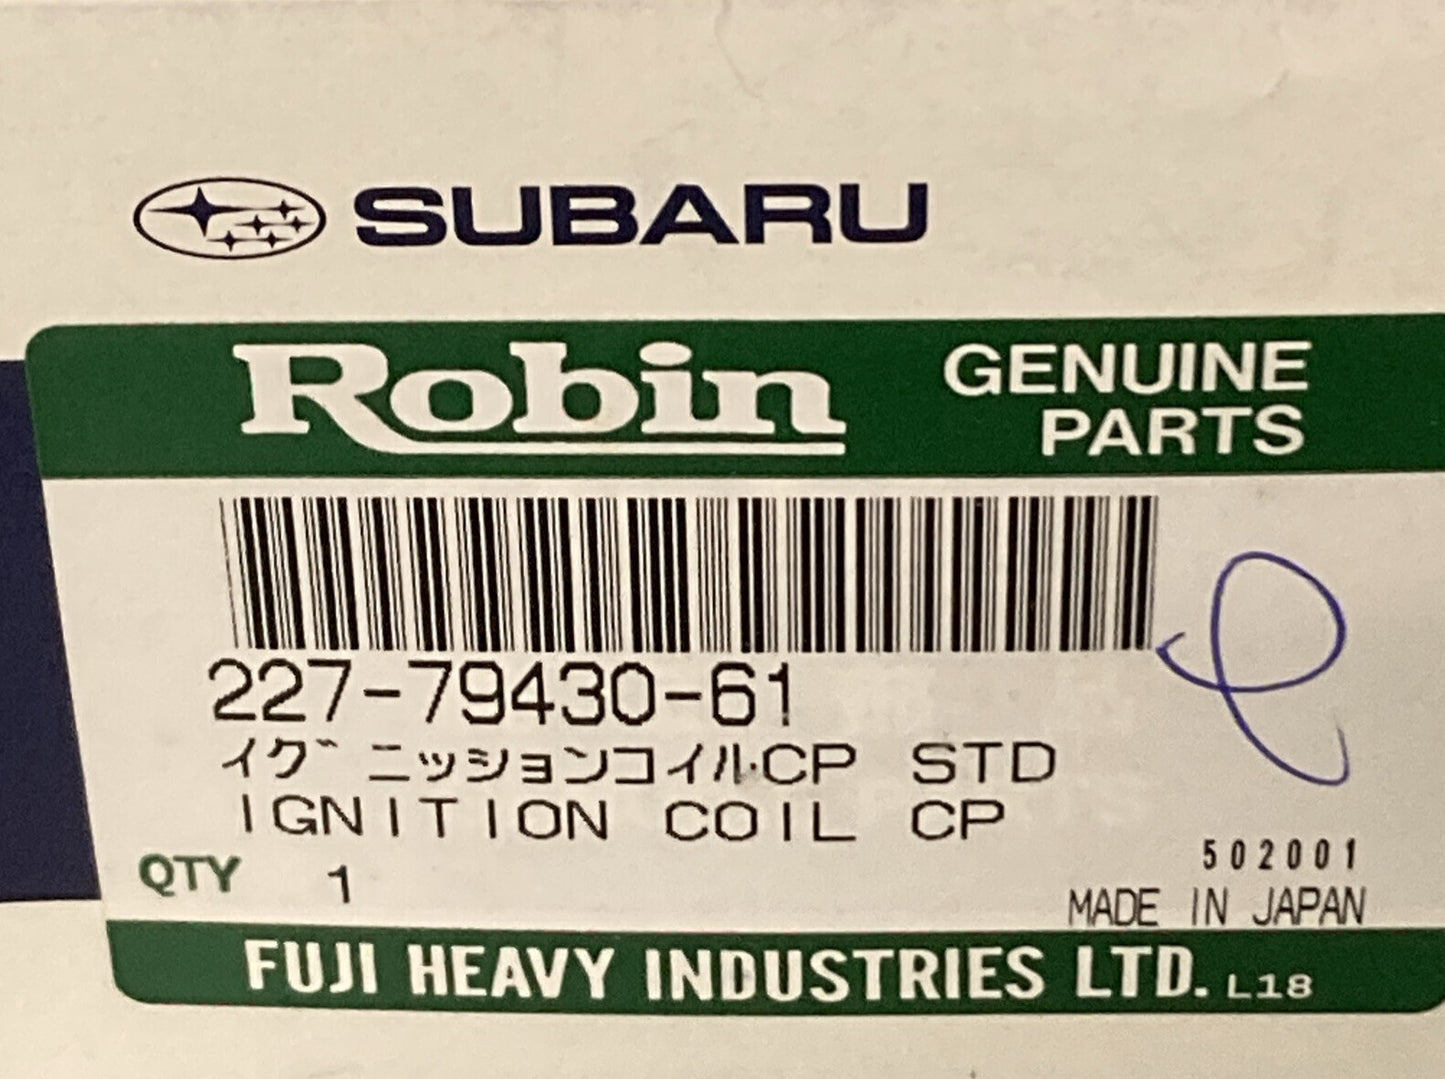 SUBARU
Robin GENUINE PARTS
227-79430-61
イグニッションコイル・CP STD
IGNITION COIL CP
QTY 1
502001
MADE IN JAPAN
FUJI HEAVY INDUSTRIES LTD. L18